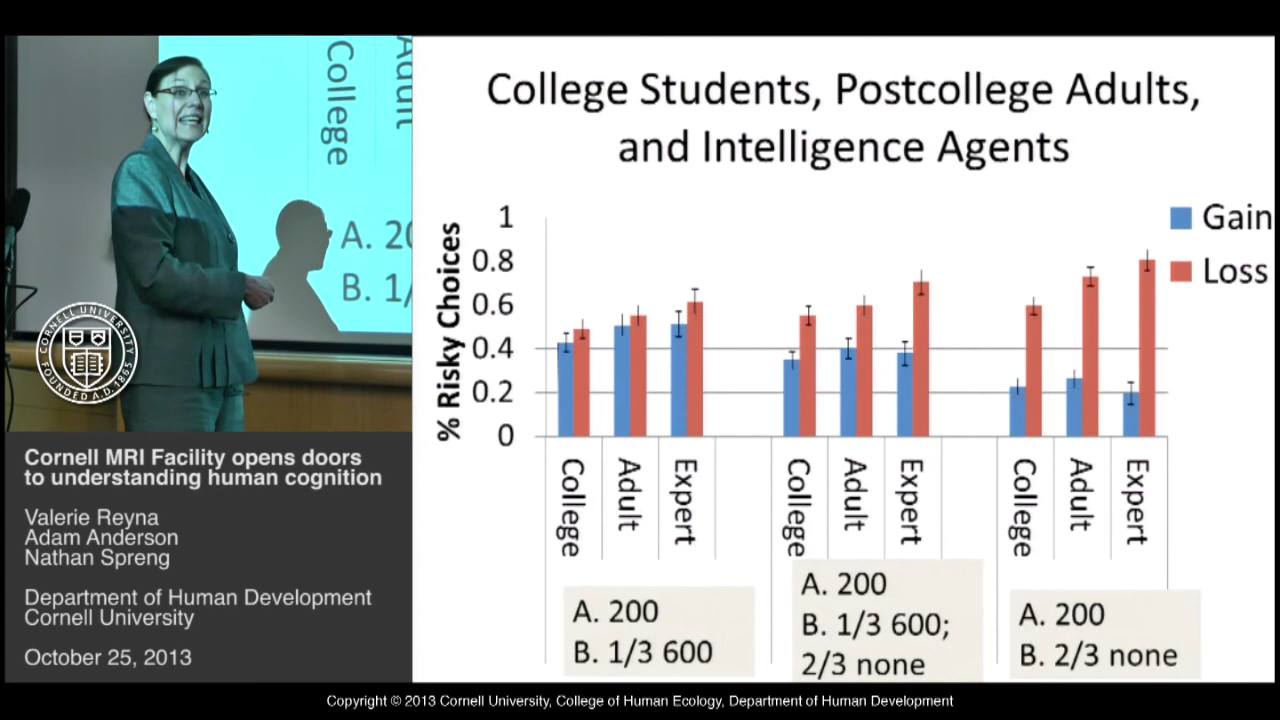 College
Adult
A. 20
B. 1/
CORNELL UNIVERSITY
FOUNDED A.D. 1865
Cornell MRI Facility opens doors
to understanding human cognition
Valerie Reyna
Adam Anderson
Nathan Spreng
Department of Human Development
Cornell University
October 25, 2013
College Students, Postcollege Adults,
and Intelligence Agents
% Risky Choices
1
0.8
0.6
0.4
0.2
0
Gain
Loss
College
Adult
Expert
College
Adult
Expert
College
Adult
Expert
A. 200
B. 1/3 600
A. 200
B. 1/3 600;
2/3 none
A. 200
B. 2/3 none
Copyright © 2013 Cornell University, College of Human Ecology, Department of Human Development